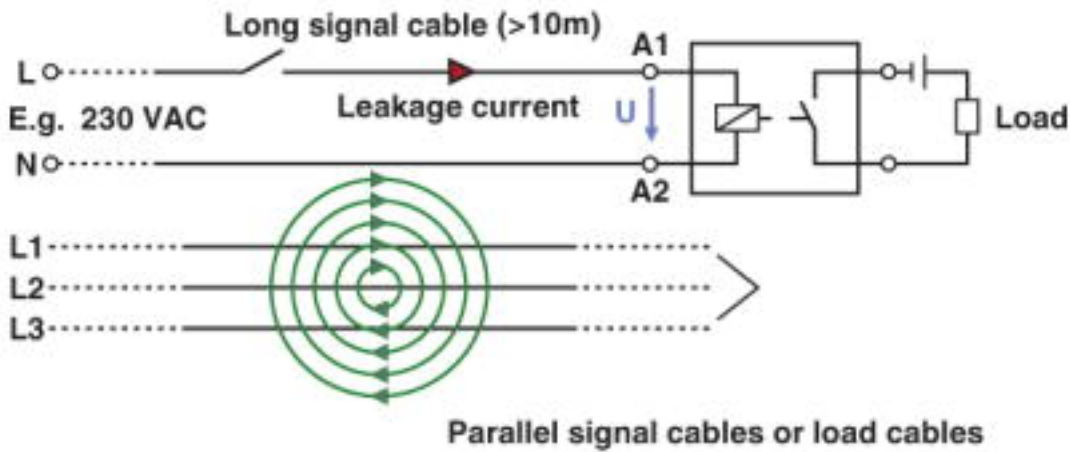 Long signal cable (>10m)
A1
L
Leakage current
E.g. 230 VAC
U
Load
N
A2
L1
L2
L3
Parallel signal cables or load cables